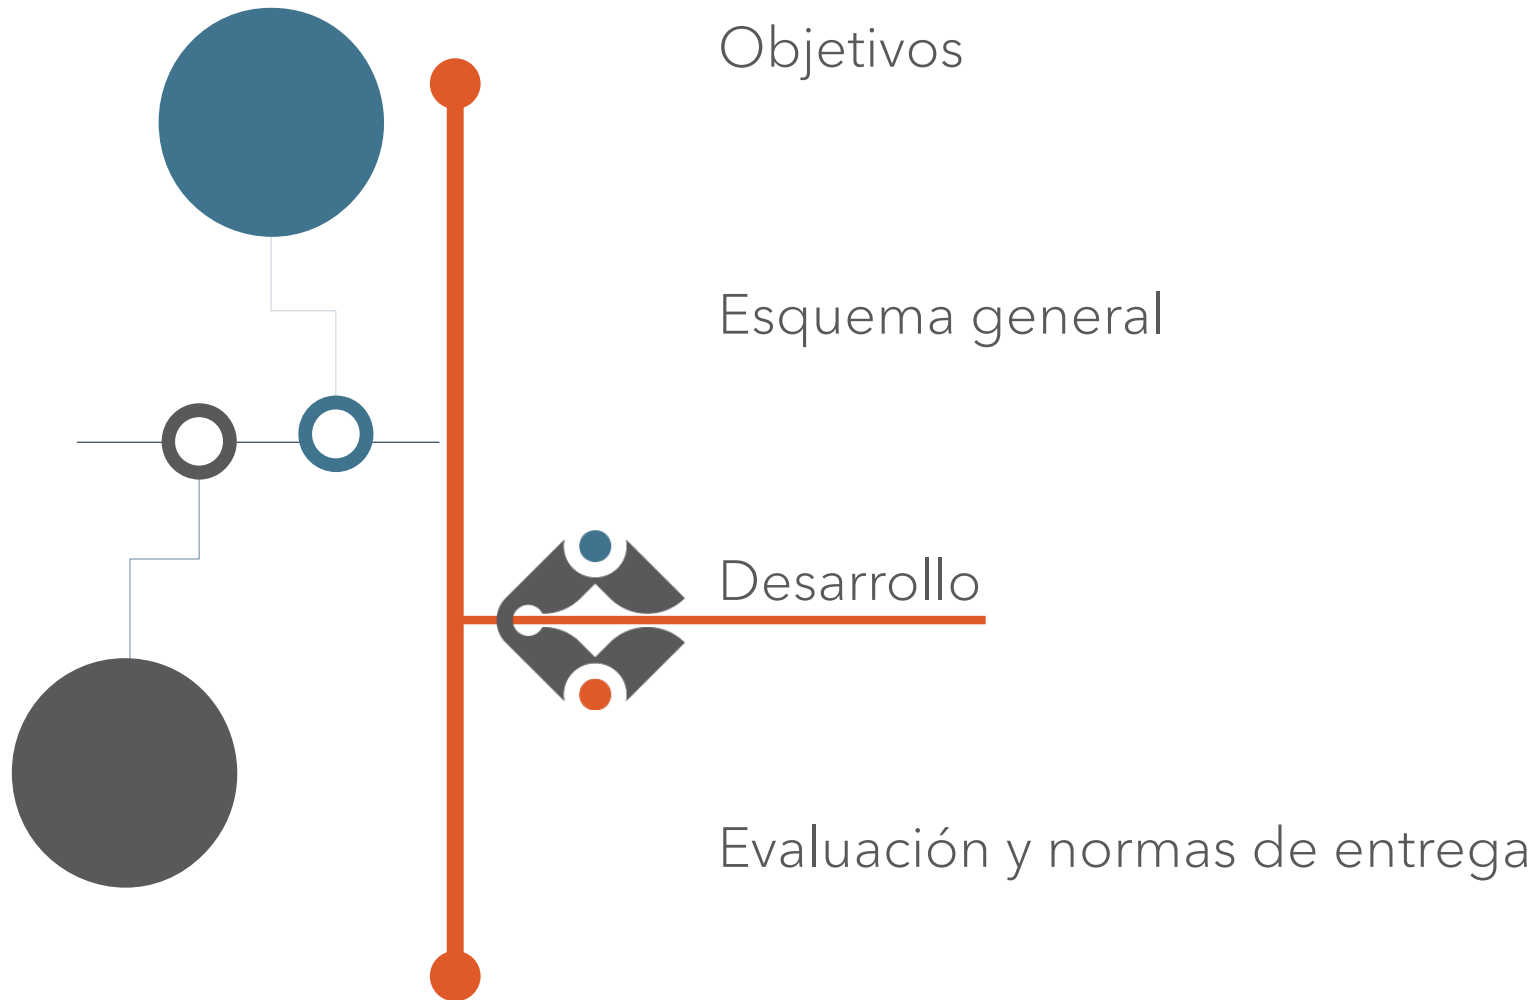 Objetivos
Esquema general
Desarrollo
Evaluación y normas de entrega